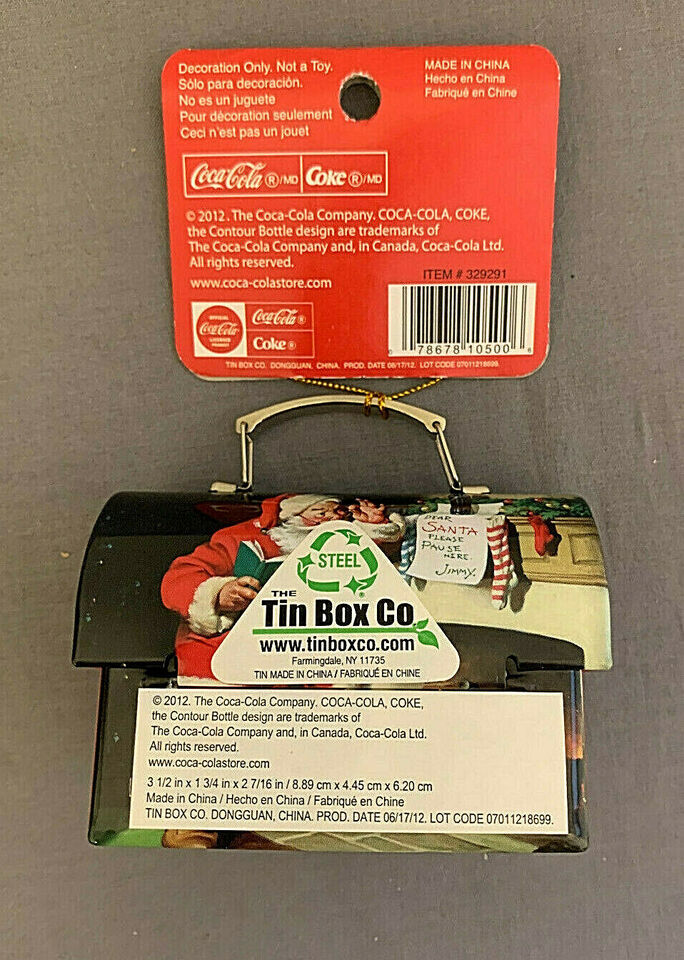 Decoration Only. Not a Toy.
Sólo para decoración.
No es un juguete
Pour décoration seulement
Ceci n'est pas un jouet
MADE IN CHINA
Hecho en China
Fabriqué en Chine
Coca-Cola ®/MD Coke ®/MD
© 2012. The Coca-Cola Company. COCA-COLA, COKE,
the Contour Bottle design are trademarks of
The Coca-Cola Company and, in Canada, Coca-Cola Ltd.
All rights reserved.
www.coca-colastore.com
ITEM # 329291
OFFICIAL
Coca-Cola
LICENSED
PRODUCT
Coca-Cola ®
Coke ®
0 78678 10500 6
TIN BOX CO. DONGGUAN, CHINA. PROD. DATE 06/17/12. LOT CODE 07011218699.
DEAR
SANTA
PLEASE
PAUSE
HERE.
JIMMY.
STEEL
®
THE
Tin Box Co
www.tinboxco.com
Farmingdale, NY 11735
TIN MADE IN CHINA / FABRIQUÉ EN CHINE
© 2012. The Coca-Cola Company. COCA-COLA, COKE,
the Contour Bottle design are trademarks of
The Coca-Cola Company and, in Canada, Coca-Cola Ltd.
All rights reserved.
www.coca-colastore.com
3 1/2 in x 1 3/4 in x 2 7/16 in / 8.89 cm x 4.45 cm x 6.20 cm
Made in China / Hecho en China / Fabriqué en Chine
TIN BOX CO. DONGGUAN, CHINA. PROD. DATE 06/17/12. LOT CODE 07011218699.